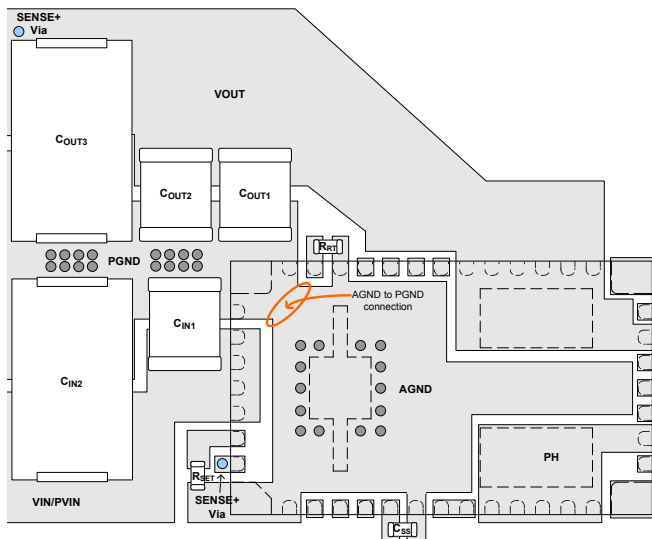 SENSE+
Via
VOUT
COUT3
COUT2
COUT1
RRT
PGND
AGND to PGND
connection
CIN1
CIN2
AGND
PH
RSET
VIN/PVIN
SENSE+
Via
CSS